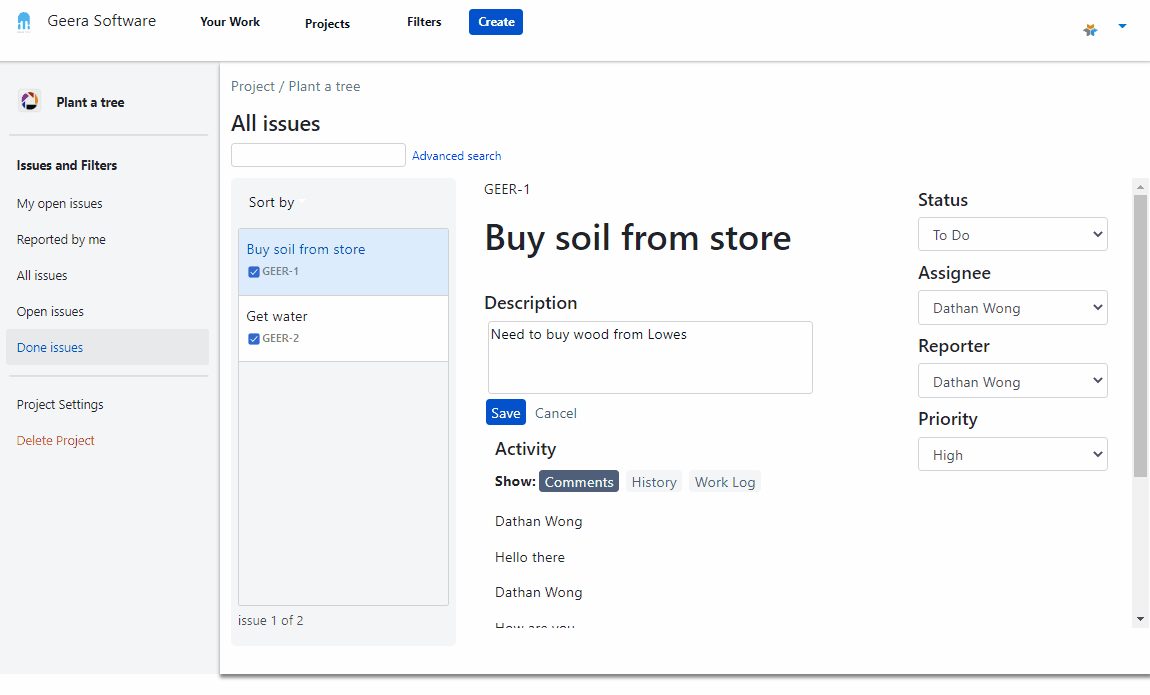 Geera Software
Your Work
Projects
Filters
Create
Plant a tree
Issues and Filters
My open issues
Reported by me
All issues
Open issues
Done issues
Project Settings
Delete Project
Project / Plant a tree
All issues
Advanced search
Sort by
Buy soil from store
GEER-1
Get water
GEER-2
issue 1 of 2
GEER-1
Buy soil from store
Description
Need to buy wood from Lowes
Save Cancel
Activity
Show: Comments History Work Log
Dathan Wong
Hello there
Dathan Wong
How are you
Status
To Do
Assignee
Dathan Wong
Reporter
Dathan Wong
Priority
High